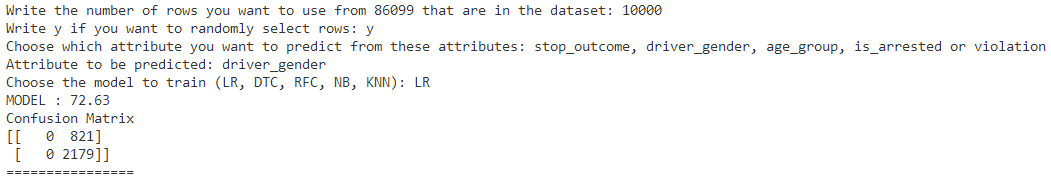 Write the number of rows you want to use from 86099 that are in the dataset: 10000
Write y if you want to randomly select rows: y
Choose which attribute you want to predict from these attributes: stop_outcome, driver_gender, age_group, is_arrested or violation
Attribute to be predicted: driver_gender
Choose the model to train (LR, DTC, RFC, NB, KNN): LR
MODEL : 72.63
Confusion Matrix
[[   0  821]
 [   0 2179]]
================